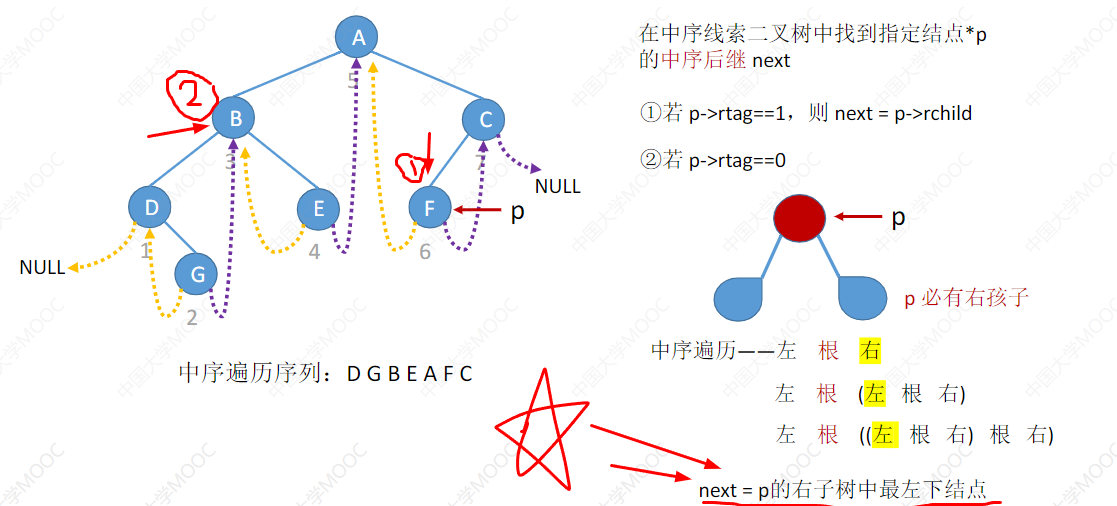 在中序线索二叉树中找到指定结点*p
的中序后继 next
①若 p->rtag==1，则 next = p->rchild
②若 p->rtag==0
p
p 必有右孩子
中序遍历——左 根 右
左 根 (左 根 右)
左 根 ((左 根 右) 根 右)
next = p的右子树中最左下结点
A
5
②
B
3
C
7
①
NULL
D
1
E
4
F
6
p
NULL
G
2
中序遍历序列：D G B E A F C
中国大学MOOC